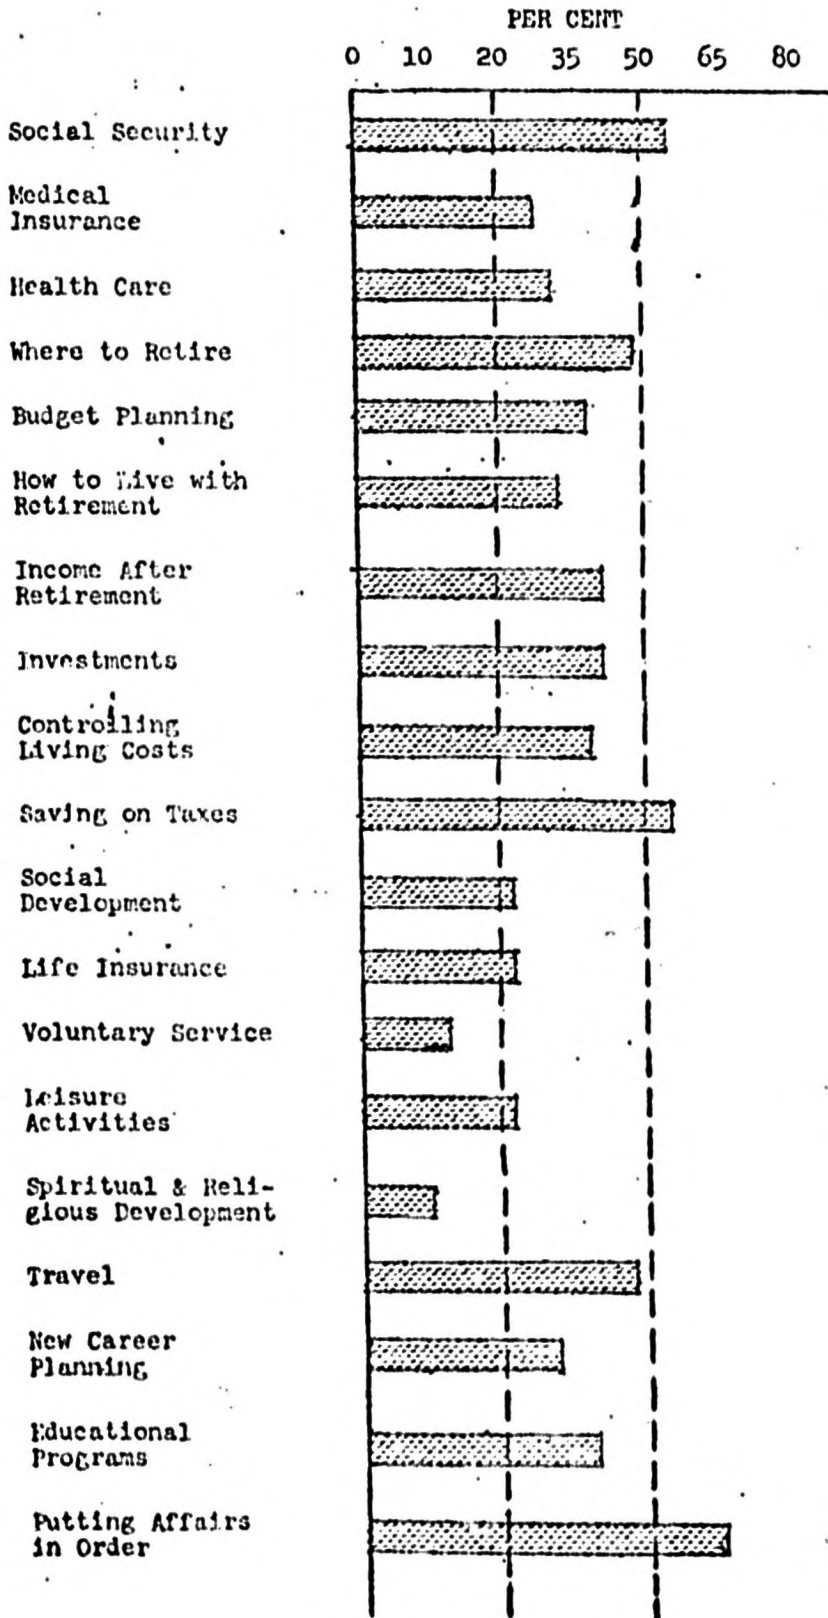 PER CENT
0 10 20 35 50 65 80
Social Security
Medical
Insurance
Health Care
Where to Retire
Budget Planning
How to Live with
Retirement
Income After
Retirement
Investments
Controlling
Living Costs
Saving on Taxes
Social
Development
Life Insurance
Voluntary Service
Leisure
Activities
Spiritual & Reli-
gious Development
Travel
New Career
Planning
Educational
Programs
Putting Affairs
in Order